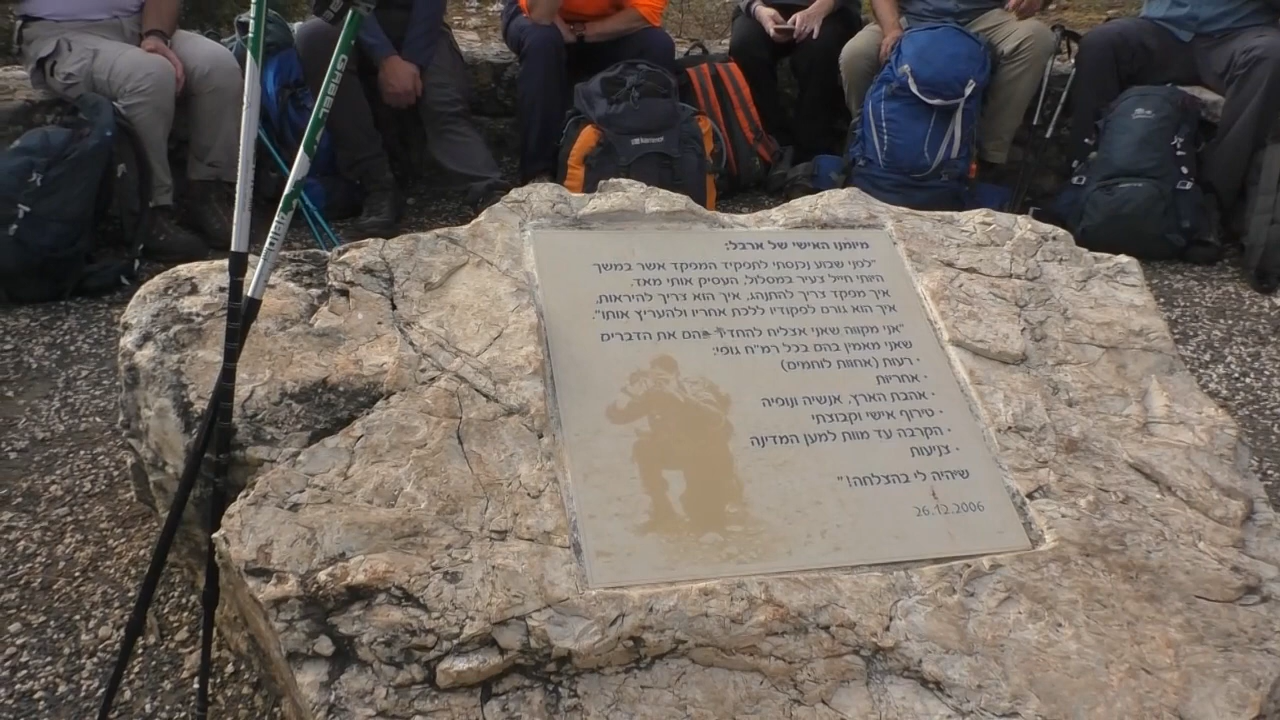 מיומנו האישי של ארבל:
"לפני שבוע נכנסתי לתפקיד המפקד אשר במשך
היותי חייל צעיר במסלול, העסיק אותי מאד.
איך מפקד צריך להתנהג, איך הוא צריך להיראות,
איך הוא גורם לפקודיו ללכת אחריו ולהעריץ אותו".
"אני מקווה שאני אצליח להחדיר בהם את הדברים
שאני מאמין בהם בכל רמ"ח גופי:
· רעות (אחוות לוחמים)
· אחריות
· אהבת הארץ, אנשיה ונופיה
· טירוף אישי וקבוצתי
· הקרבה עד מוות למען המדינה
· צניעות
שיהיה לי בהצלחה!"
26.12.2006
GABEL